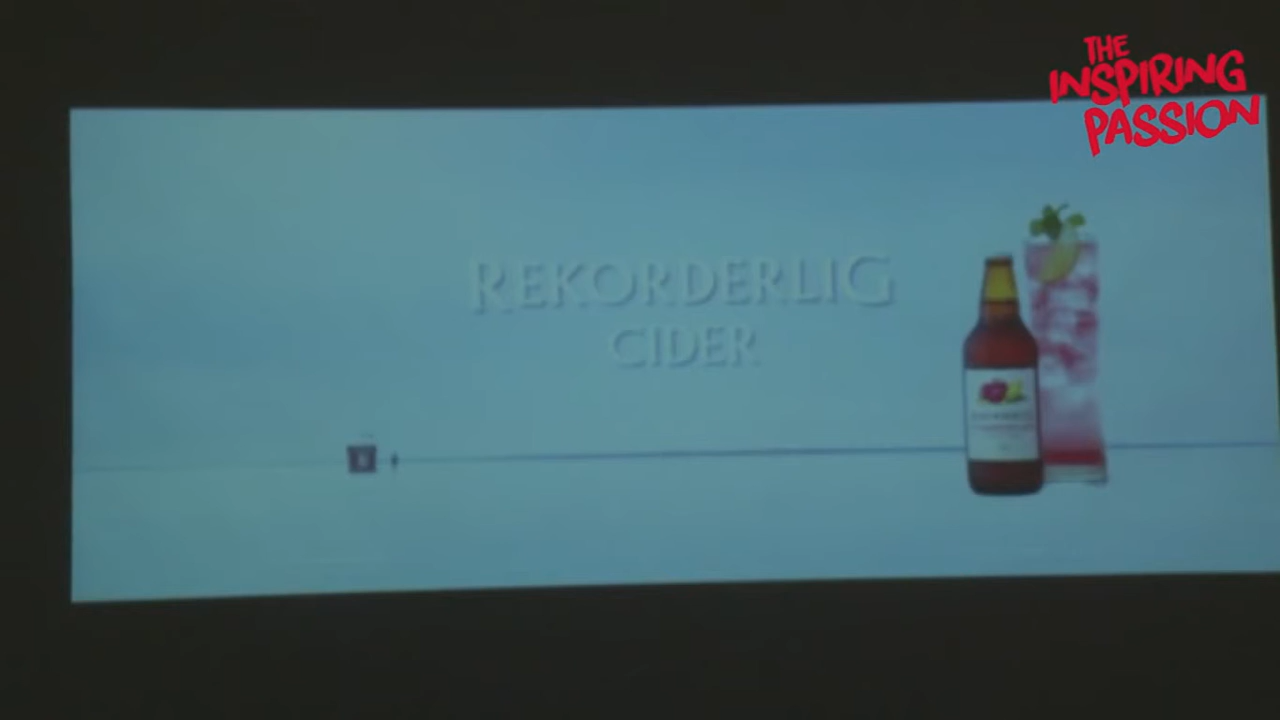 THE
INSPIRING
PASSION
REKORDERLIG
CIDER